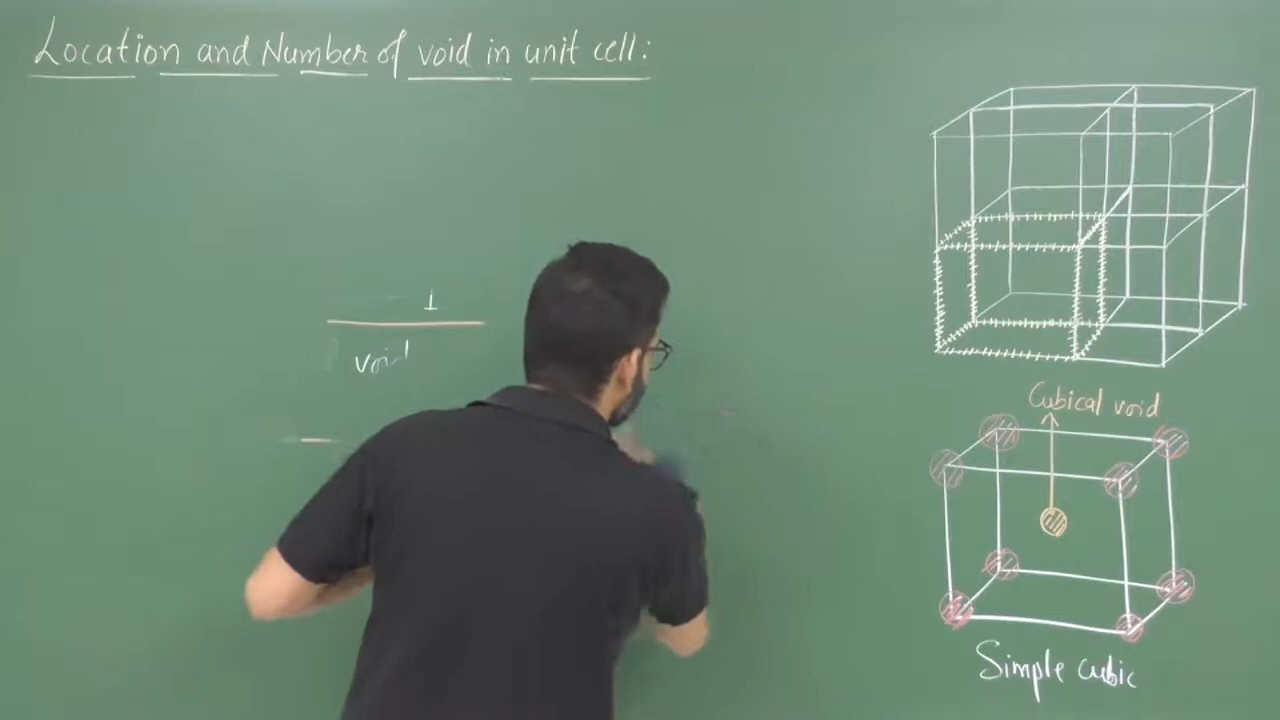 Location and Number of void in unit cell:
1
void
Cubical void
Simple cubic